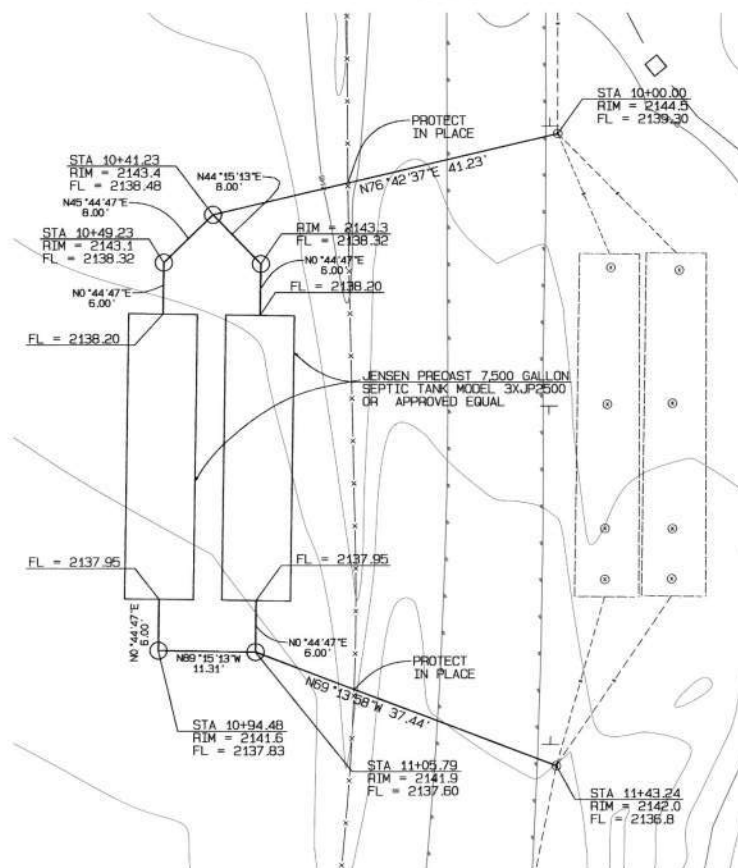 STA 10+00.00
RIM = 2144.5
FL = 2139.30
PROTECT
IN PLACE
N76°42'37"E 41.23'
STA 10+41.23
RIM = 2143.4
FL = 2138.48
N44°15'13"E
8.00'
N45°44'47"E
8.00'
STA 10+49.23
RIM = 2143.1
FL = 2138.32
RIM = 2143.3
FL = 2138.32
N0°44'47"E
6.00'
N0°44'47"E
6.00'
FL = 2138.20
FL = 2138.20
JENSEN PRECAST 7,500 GALLON
SEPTIC TANK MODEL 3XJP2500
OR APPROVED EQUAL
FL = 2137.95
FL = 2137.95
N0°44'47"E
6.00'
N0°44'47"E
6.00'
N89°15'13"W
11.31'
PROTECT
IN PLACE
N69°13'58"W 37.44'
STA 10+94.48
RIM = 2141.6
FL = 2137.83
STA 11+05.79
RIM = 2141.9
FL = 2137.60
STA 11+43.24
RIM = 2142.0
FL = 2136.8